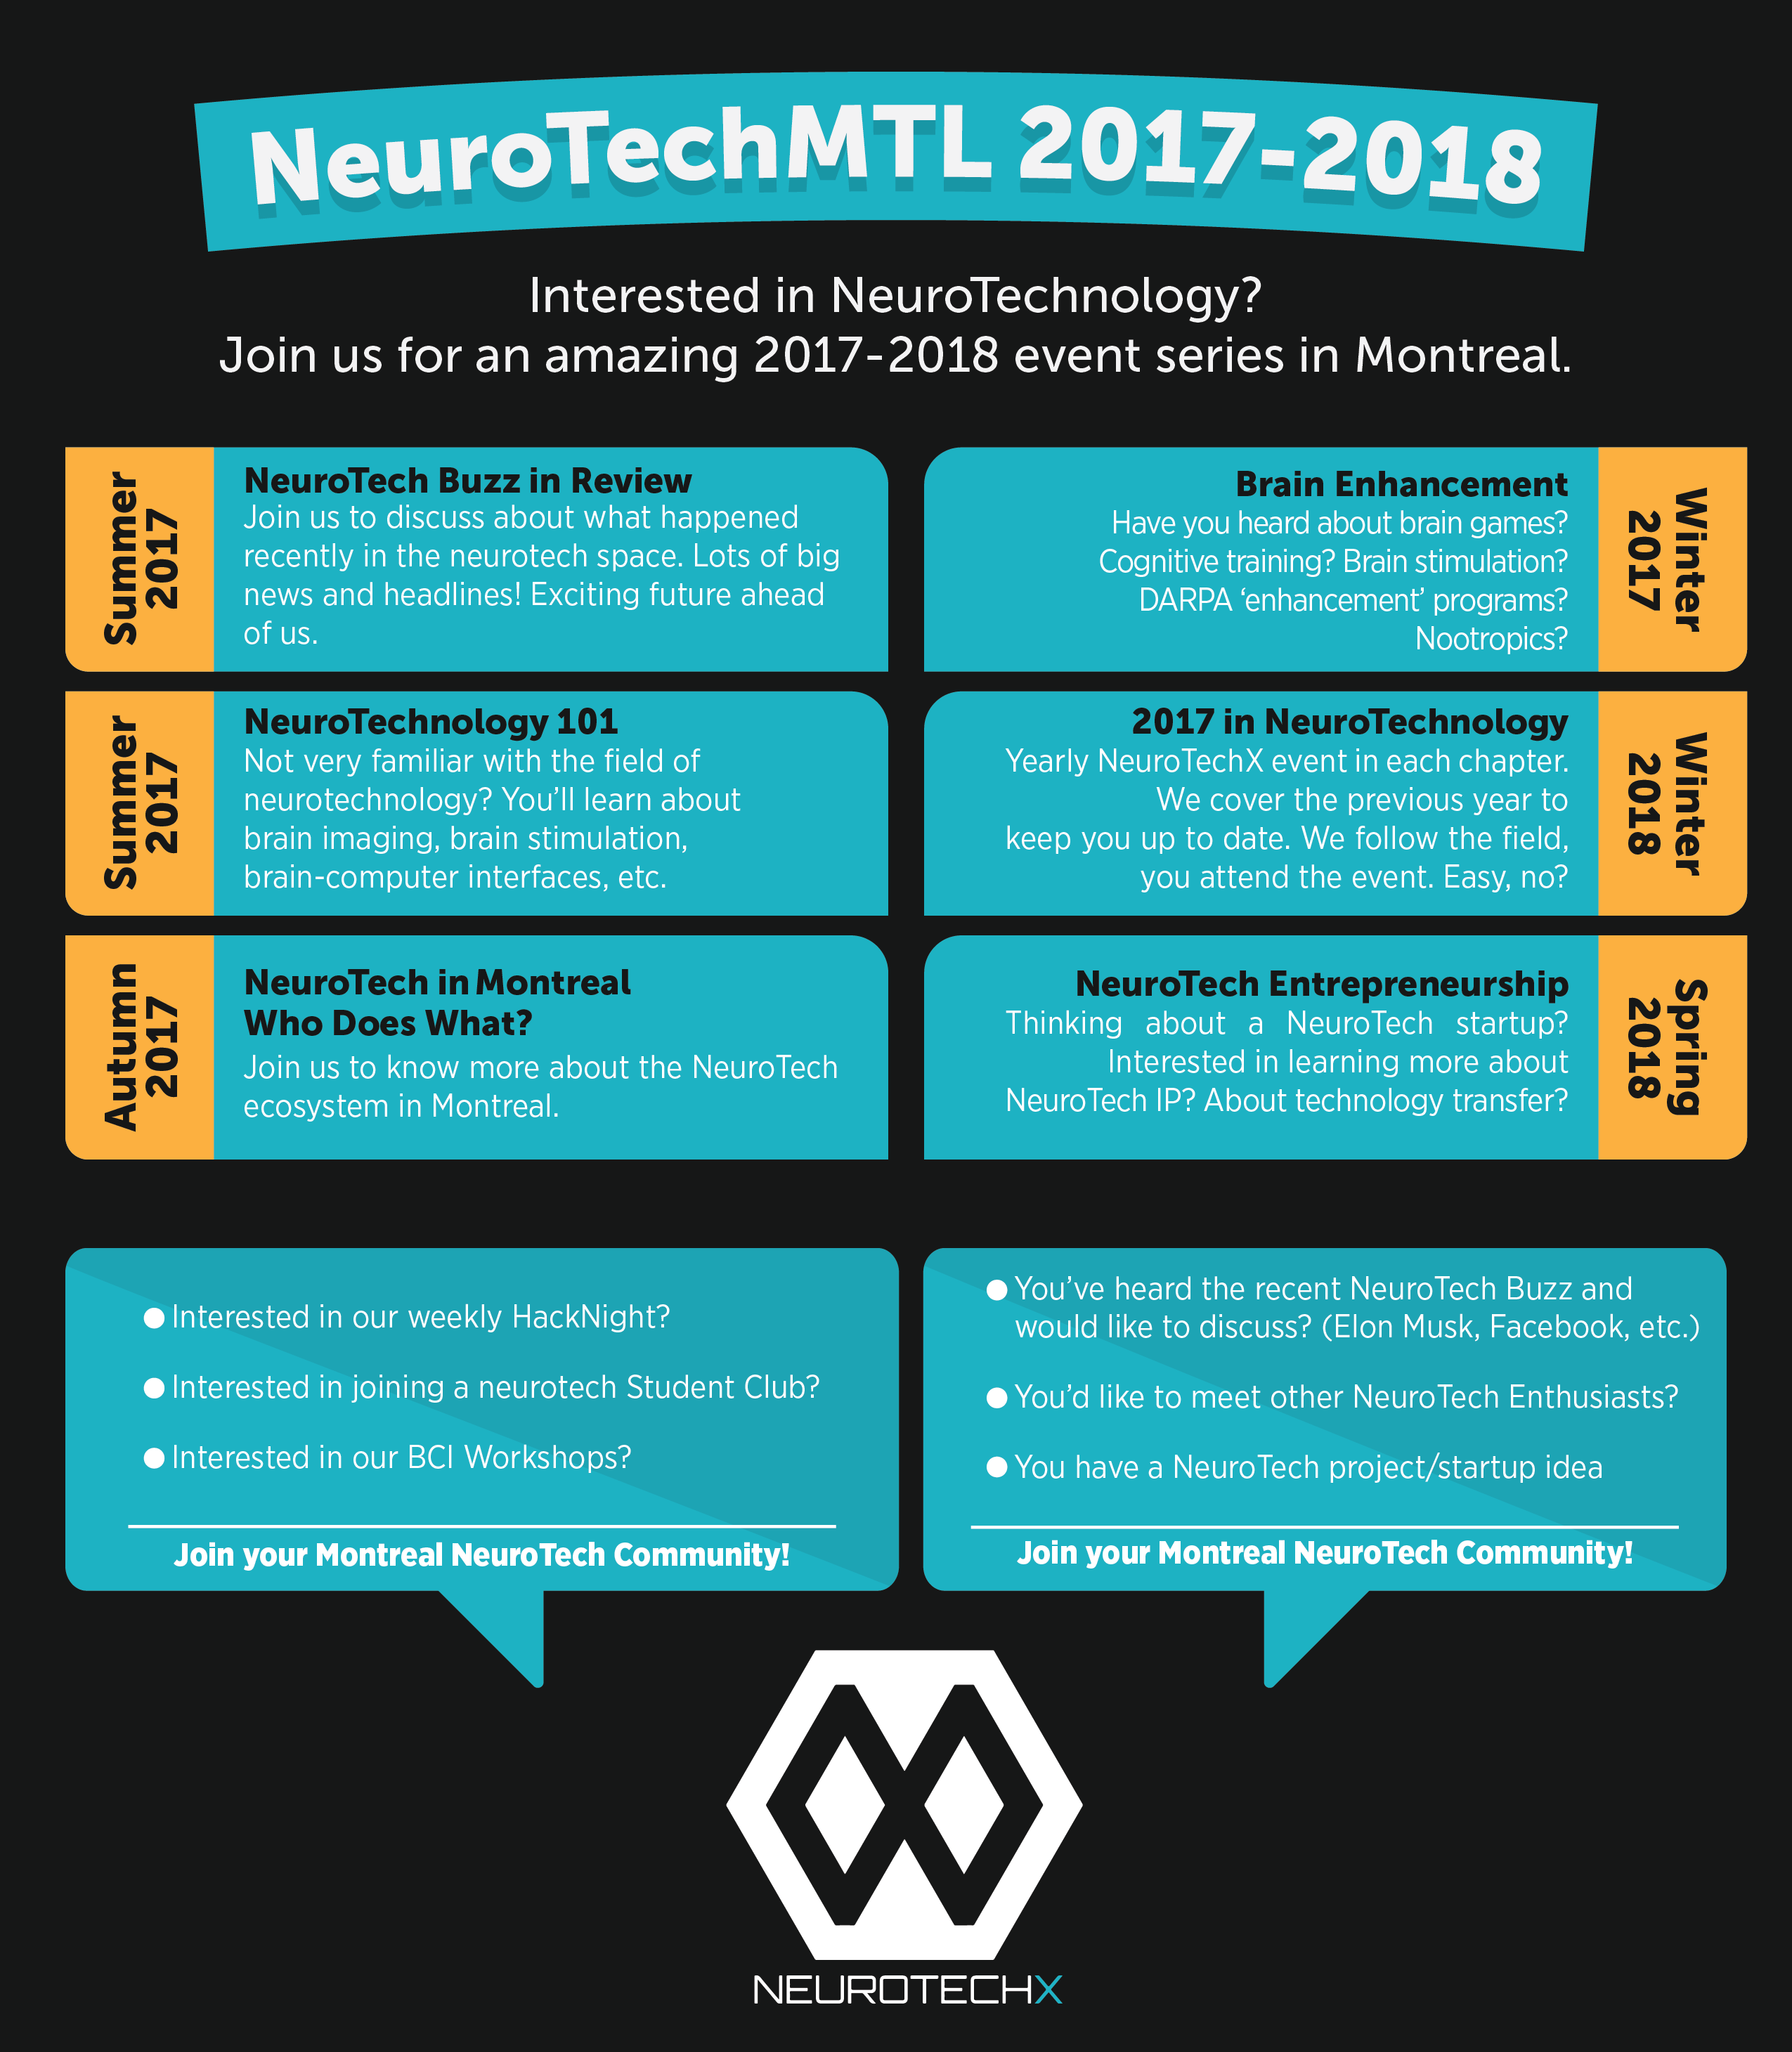 NeuroTechMTL 2017-2018
Interested in NeuroTechnology?
Join us for an amazing 2017-2018 event series in Montreal.
Summer
2017
NeuroTech Buzz in Review
Join us to discuss about what happened
recently in the neurotech space. Lots of big
news and headlines! Exciting future ahead
of us.
Summer
2017
NeuroTechnology 101
Not very familiar with the field of
neurotechnology? You’ll learn about
brain imaging, brain stimulation,
brain-computer interfaces, etc.
Autumn
2017
NeuroTech in Montreal
Who Does What?
Join us to know more about the NeuroTech
ecosystem in Montreal.
Brain Enhancement
Have you heard about brain games?
Cognitive training? Brain stimulation?
DARPA ‘enhancement’ programs?
Nootropics?
Winter
2017
2017 in NeuroTechnology
Yearly NeuroTechX event in each chapter.
We cover the previous year to
keep you up to date. We follow the field,
you attend the event. Easy, no?
Winter
2018
NeuroTech Entrepreneurship
Thinking about a NeuroTech startup?
Interested in learning more about
NeuroTech IP? About technology transfer?
Spring
2018
● Interested in our weekly HackNight?
● Interested in joining a neurotech Student Club?
● Interested in our BCI Workshops?
Join your Montreal NeuroTech Community!
● You’ve heard the recent NeuroTech Buzz and
would like to discuss? (Elon Musk, Facebook, etc.)
● You’d like to meet other NeuroTech Enthusiasts?
● You have a NeuroTech project/startup idea
Join your Montreal NeuroTech Community!
NEUROTECHX